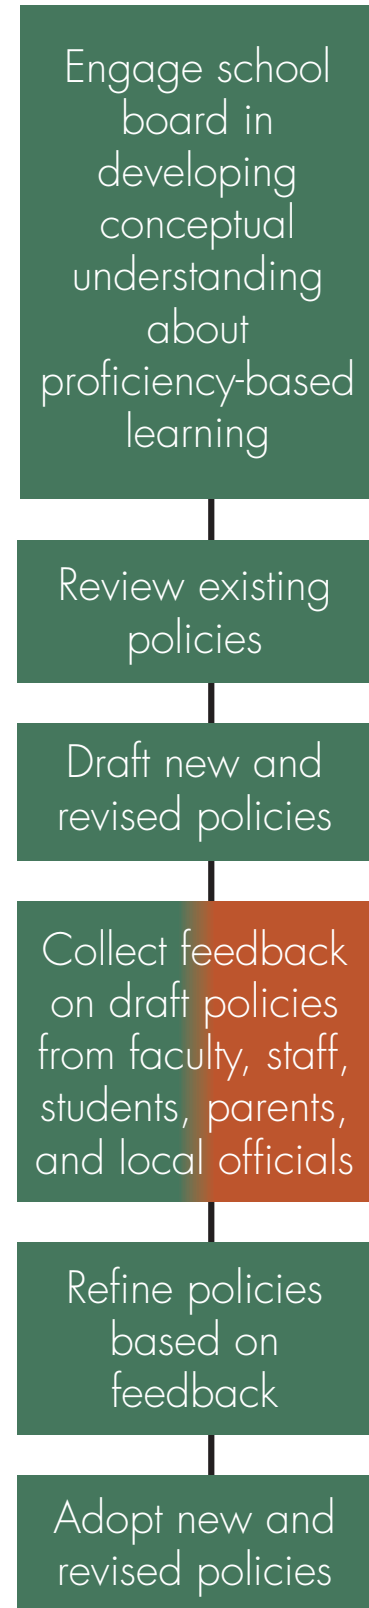 Engage school
board in
developing
conceptual
understanding
about
proficiency-based
learning
Review existing
policies
Draft new and
revised policies
Collect feedback
on draft policies
from faculty, staff,
students, parents,
and local officials
Refine policies
based on
feedback
Adopt new and
revised policies